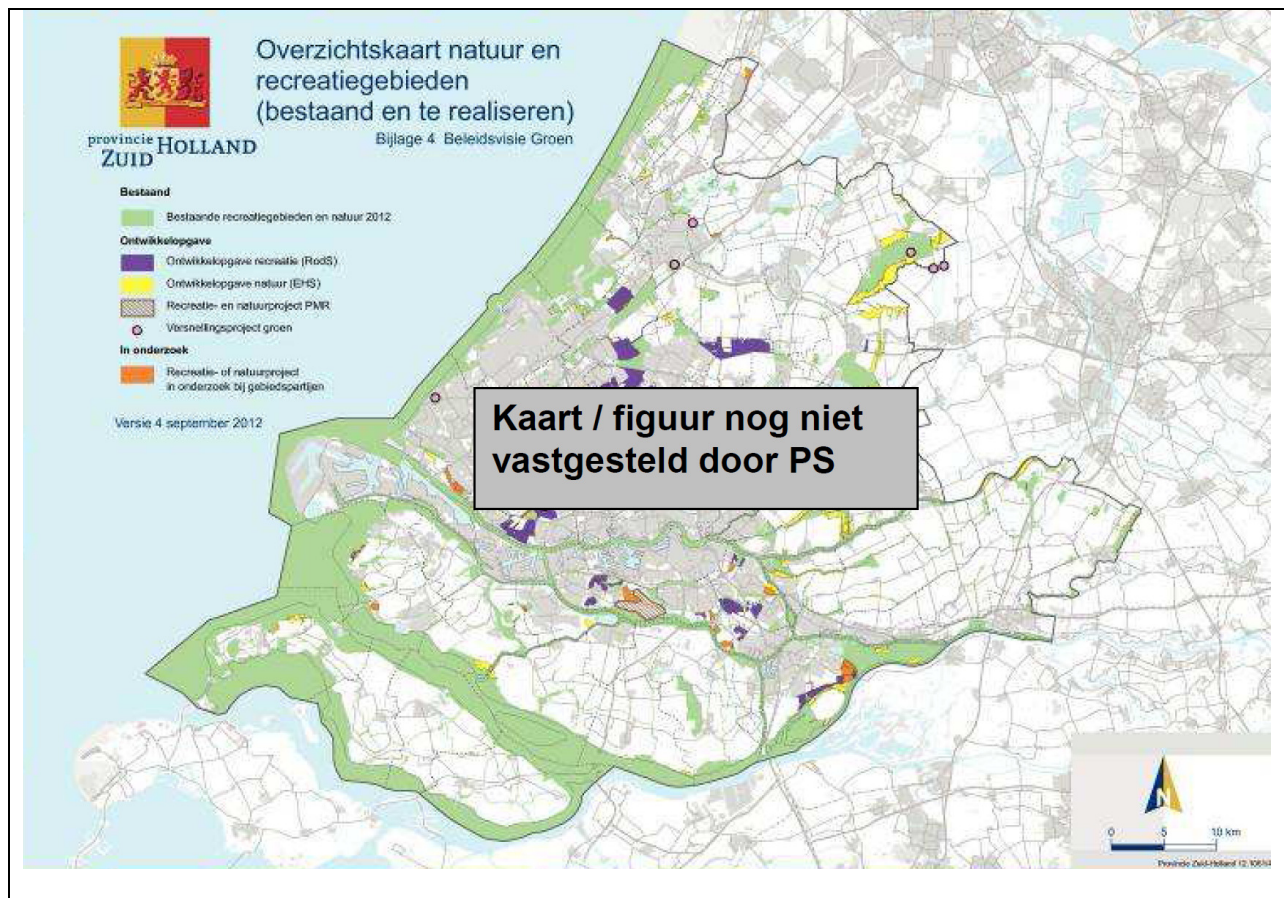 Overzichtskaart natuur en
recreatiegebieden
(bestaand en te realiseren)
Bijlage 4 Beleidsvisie Groen
provincie HOLLAND
ZUID
Bestaand
Bestaande recreatiegebieden en natuur 2012
Ontwikkelopgave
Ontwikkelopgave recreatie (RodS)
Ontwikkelopgave natuur (EHS)
Recreatie- en natuurproject PMR
Versnellingsproject groen
In onderzoek
Recreatie- of natuurproject
in onderzoek bij gebiedspartijen
Versie 4 september 2012
Kaart / figuur nog niet
vastgesteld door PS
N
0 5 10 km
Provincie Zuid-Holland